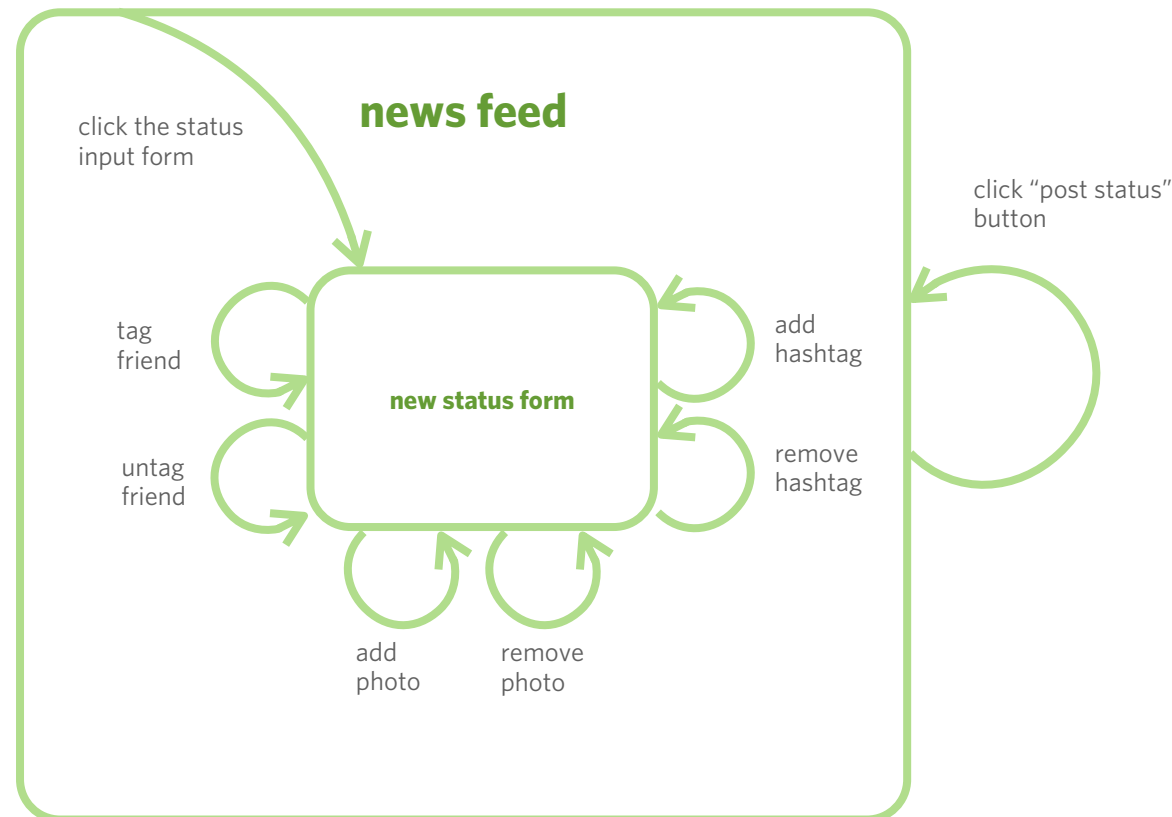 news feed
click the status
input form
click “post status”
button
tag
friend
add
hashtag
new status form
untag
friend
remove
hashtag
add
photo
remove
photo